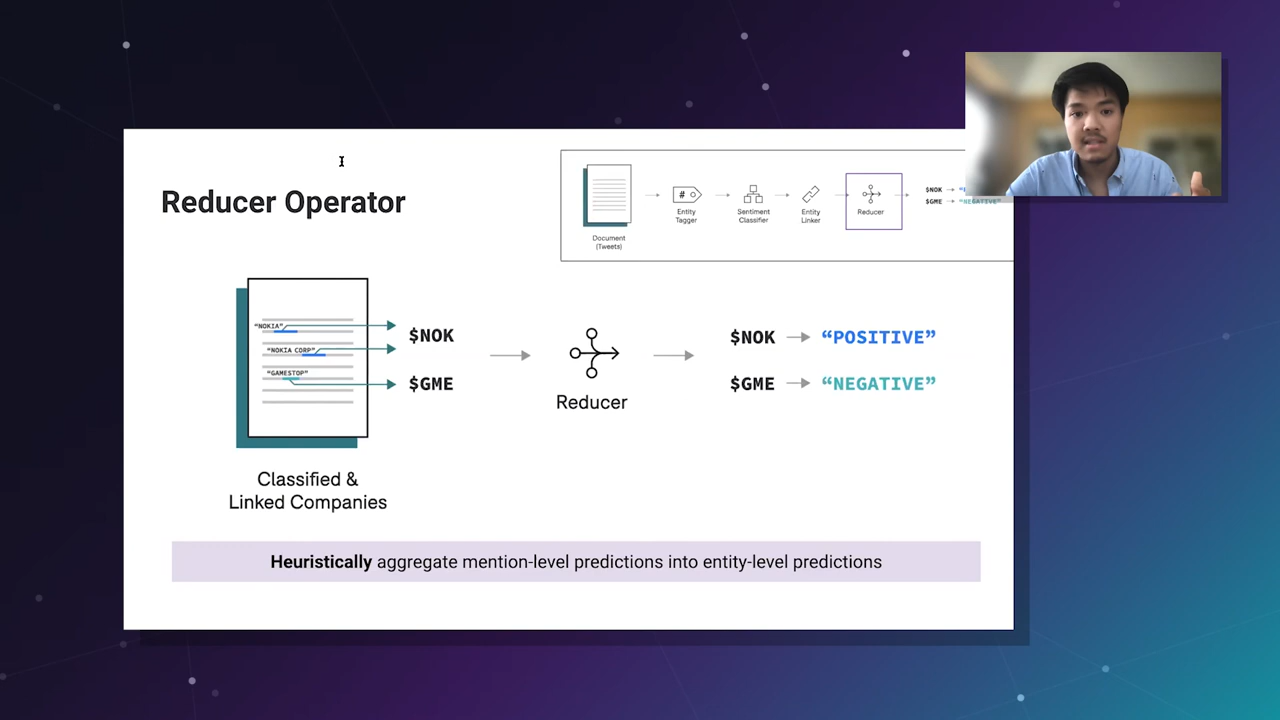 Reducer Operator
#
Document
(Tweets)
Entity
Tagger
Sentiment
Classifier
Entity
Linker
Reducer
$NOK
$GME "NEGATIVE"
"NOKIA"
"NOKIA CORP"
"GAMESTOP"
$NOK
$GME
Classified &
Linked Companies
Reducer
$NOK “POSITIVE”
$GME “NEGATIVE”
Heuristically aggregate mention-level predictions into entity-level predictions